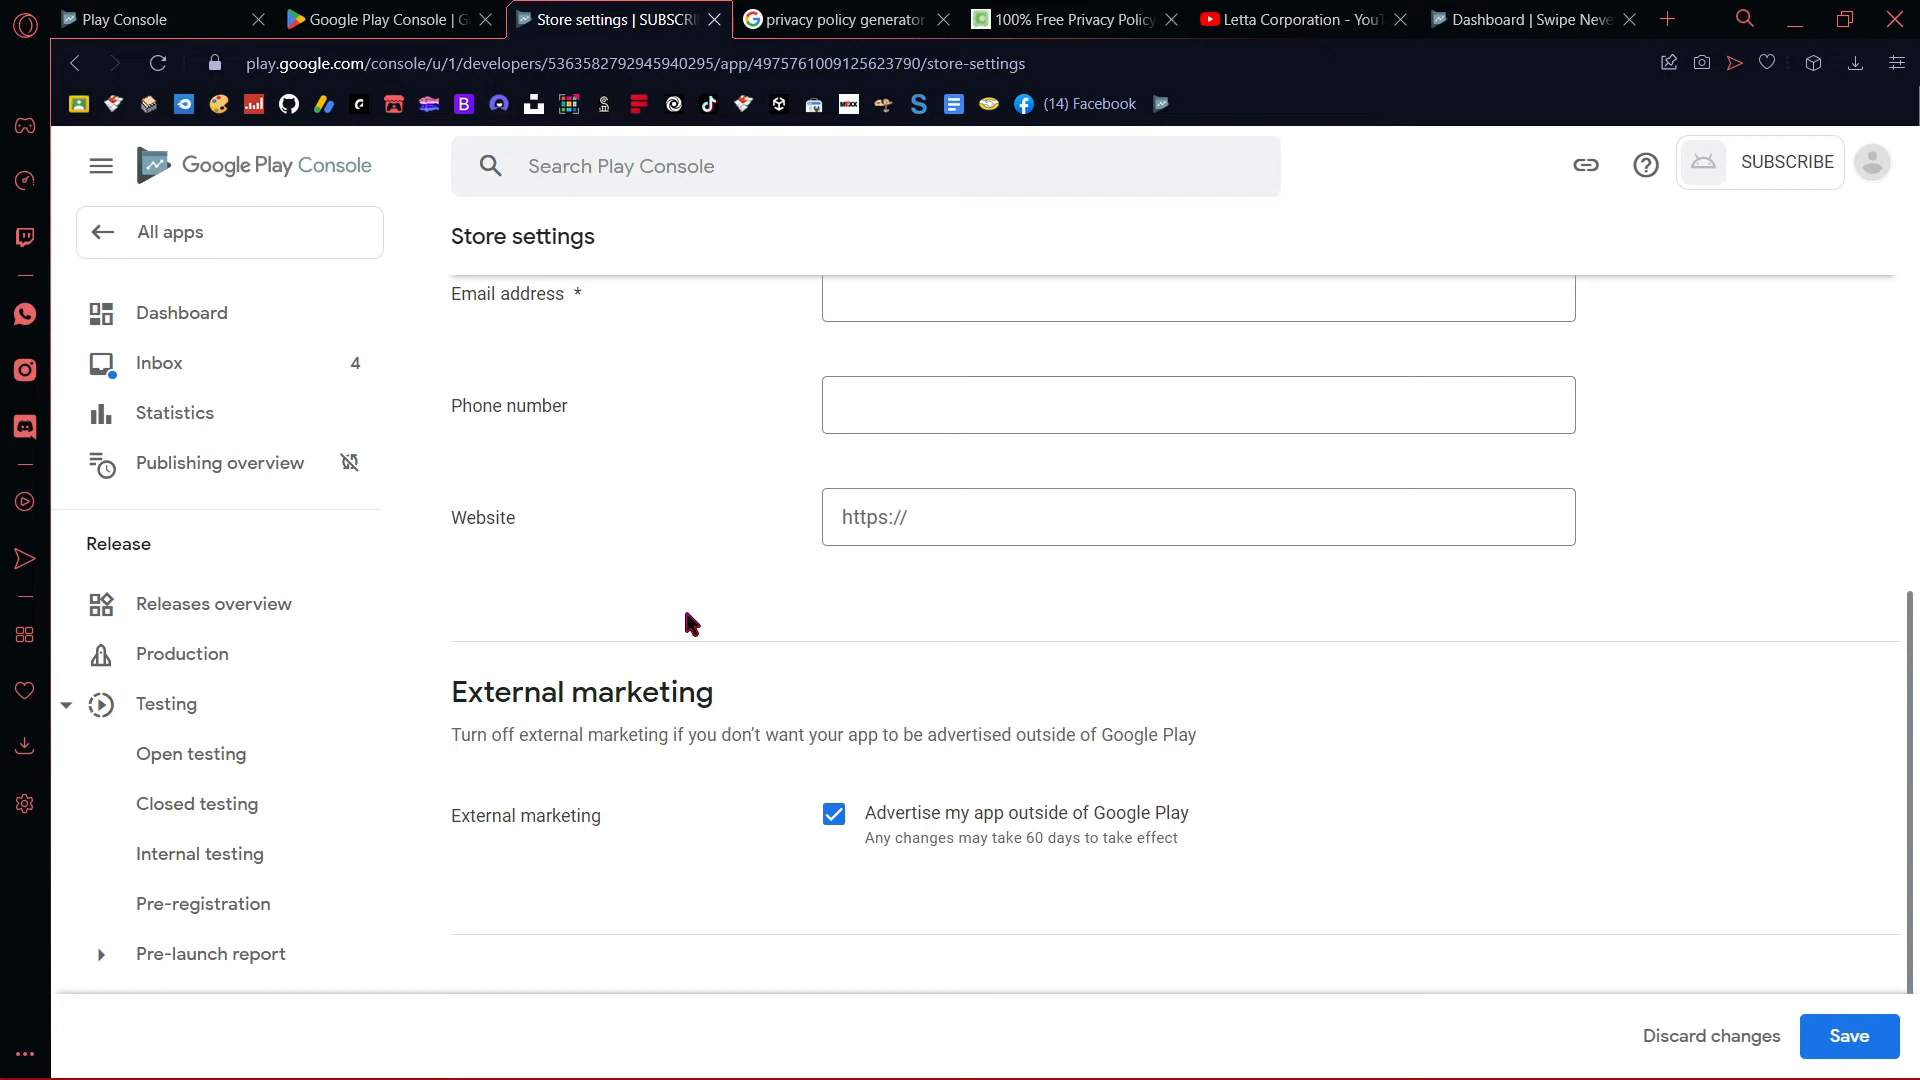 Play Console
Google Play Console | G
Store settings | SUBSCRI
privacy policy generator
100% Free Privacy Policy
Letta Corporation - YouT
Dashboard | Swipe Neve
play.google.com/console/u/1/developers/5363582792945940295/app/4975761009125623790/store-settings
(14) Facebook
Google Play Console
Search Play Console
SUBSCRIBE
All apps
Store settings
Dashboard
Inbox 4
Statistics
Publishing overview
Release
Releases overview
Production
Testing
Open testing
Closed testing
Internal testing
Pre-registration
Pre-launch report
Email address *
Phone number
Website
https://
External marketing
Turn off external marketing if you don't want your app to be advertised outside of Google Play
External marketing
Advertise my app outside of Google Play
Any changes may take 60 days to take effect
Discard changes
Save